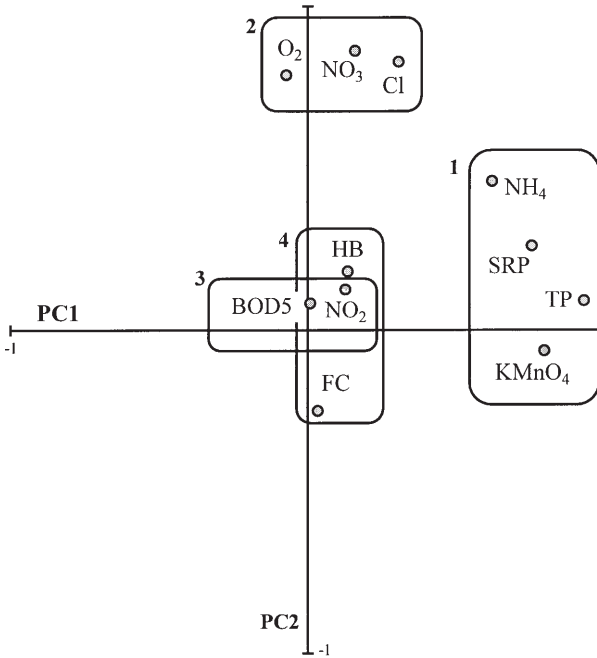 2
O₂
NO₃
Cl
1
NH₄
SRP
TP
KMnO₄
4
HB
3
BOD5
NO₂
PC1
-1
FC
PC2
-1